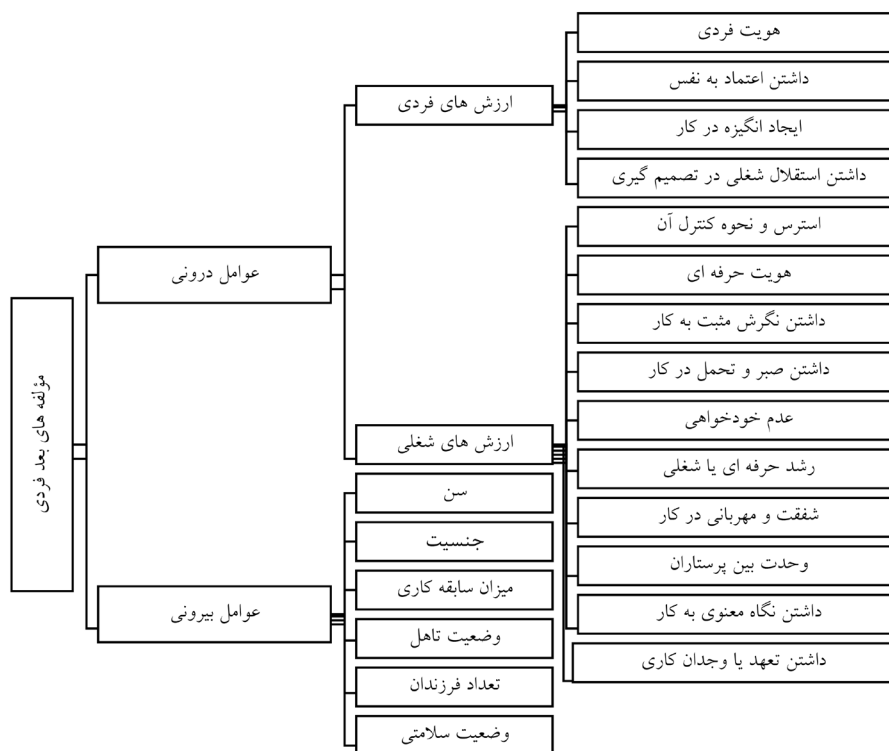 مؤلفه های بعد فردی
عوامل درونی
ارزش های فردی
هویت فردی
داشتن اعتماد به نفس
ایجاد انگیزه در کار
داشتن استقلال شغلی در تصمیم گیری
ارزش های شغلی
استرس و نحوه کنترل آن
هویت حرفه ای
داشتن نگرش مثبت به کار
داشتن صبر و تحمل در کار
عدم خودخواهی
رشد حرفه ای یا شغلی
شفقت و مهربانی در کار
وحدت بین پرستاران
داشتن نگاه معنوی به کار
داشتن تعهد یا وجدان کاری
عوامل بیرونی
سن
جنسیت
میزان سابقه کاری
وضعیت تاهل
تعداد فرزندان
وضعیت سلامتی